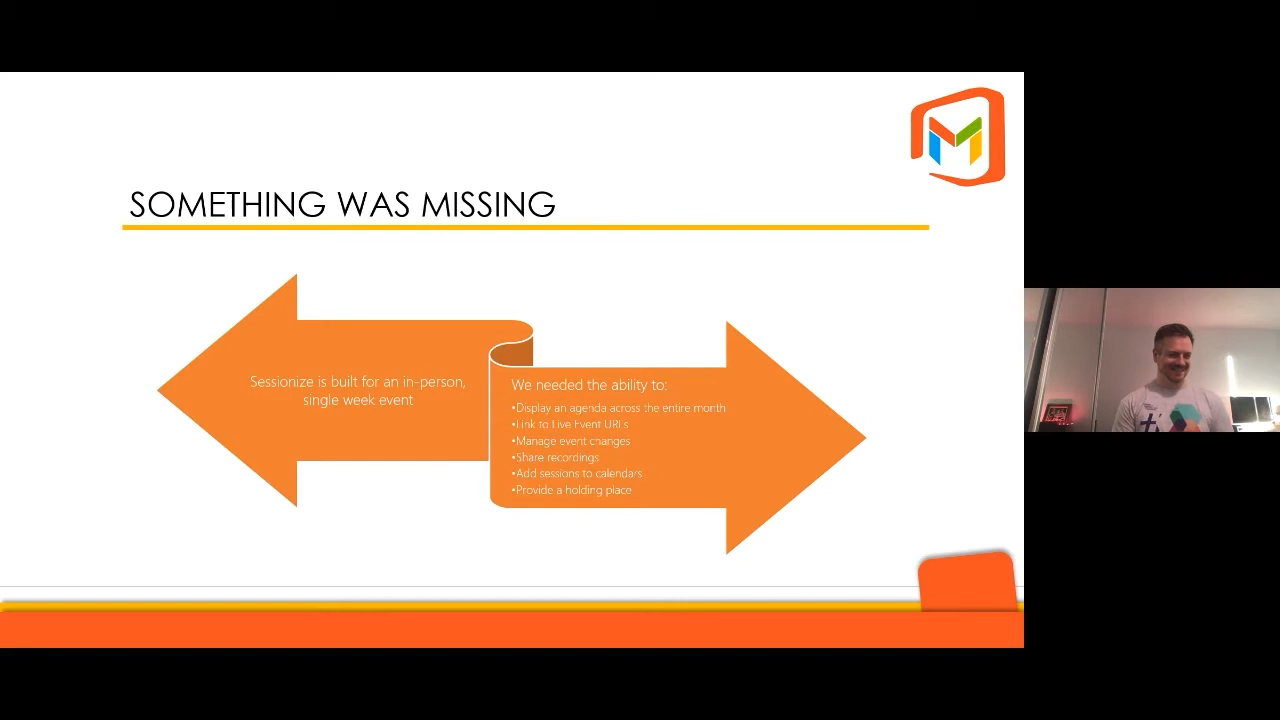 SOMETHING WAS MISSING
Sessionize is built for an in-person,
single week event
We needed the ability to:
•Display an agenda across the entire month
•Link to Live Event URLs
•Manage event changes
•Share recordings
•Add sessions to calendars
•Provide a holding place